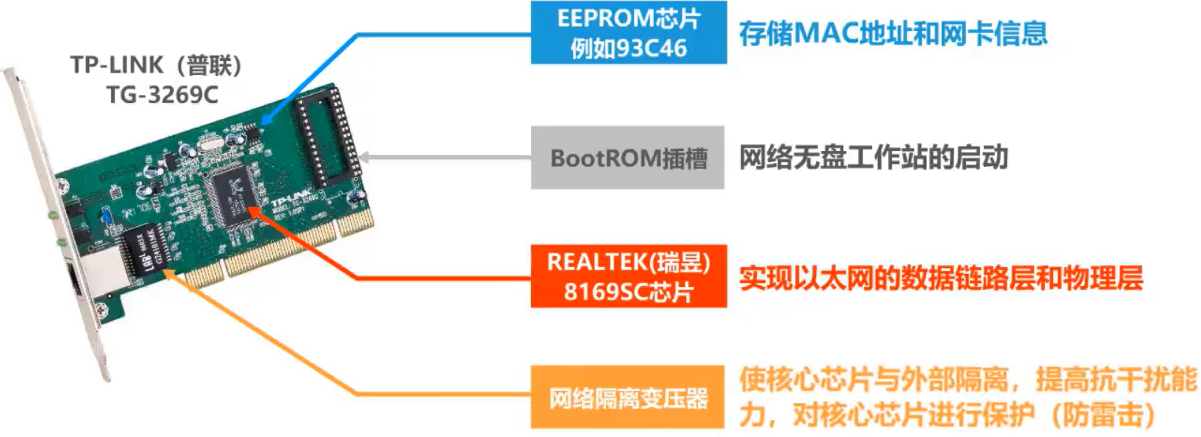 TP-LINK（普联）
TG-3269C
EEPROM芯片
例如93C46
存储MAC地址和网卡信息
BootROM插槽
网络无盘工作站的启动
REALTEK(瑞昱)
8169SC芯片
实现以太网的数据链路层和物理层
网络隔离变压器
使核心芯片与外部隔离，提高抗干扰能
力，对核心芯片进行保护（防雷击）
TP-LINK
MODEL: TG-3269C